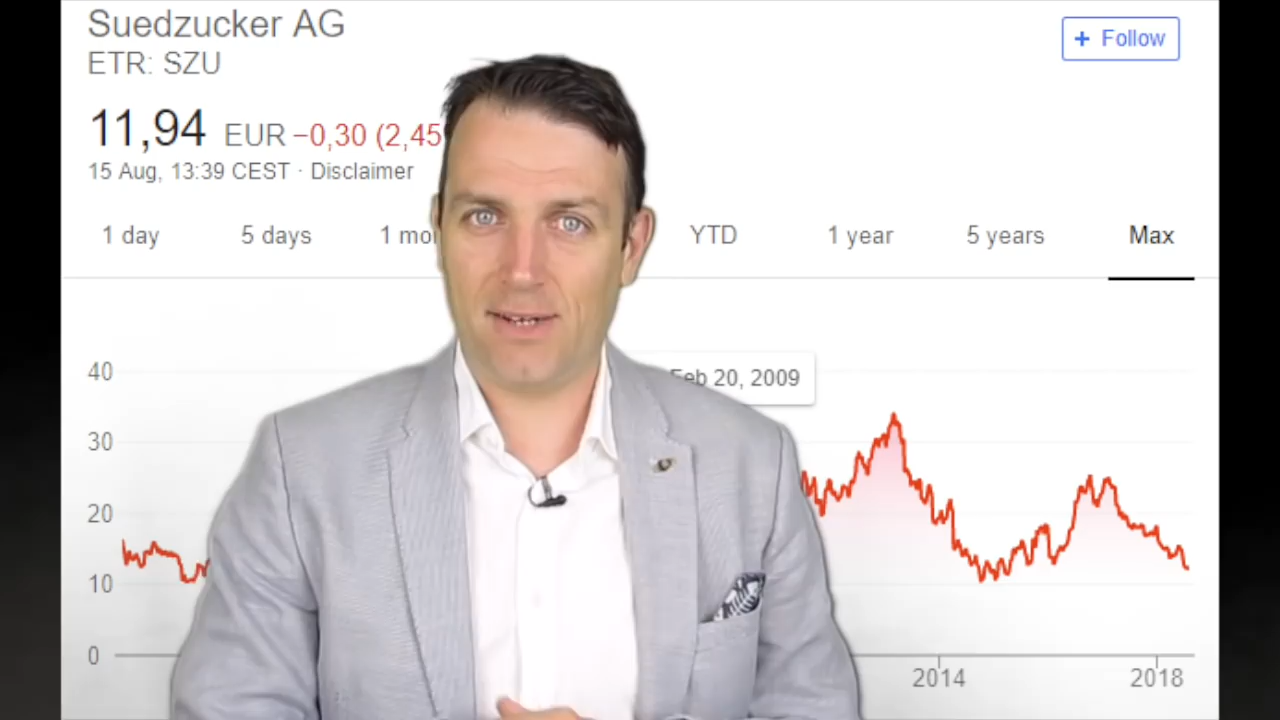 Suedzucker AG
+ Follow
ETR: SZU
11,94 EUR −0,30 (2,45
15 Aug, 13:39 CEST · Disclaimer
1 day 5 days 1 mo YTD 1 year 5 years Max
40
Feb 20, 2009
30
20
10
0
2014 2018